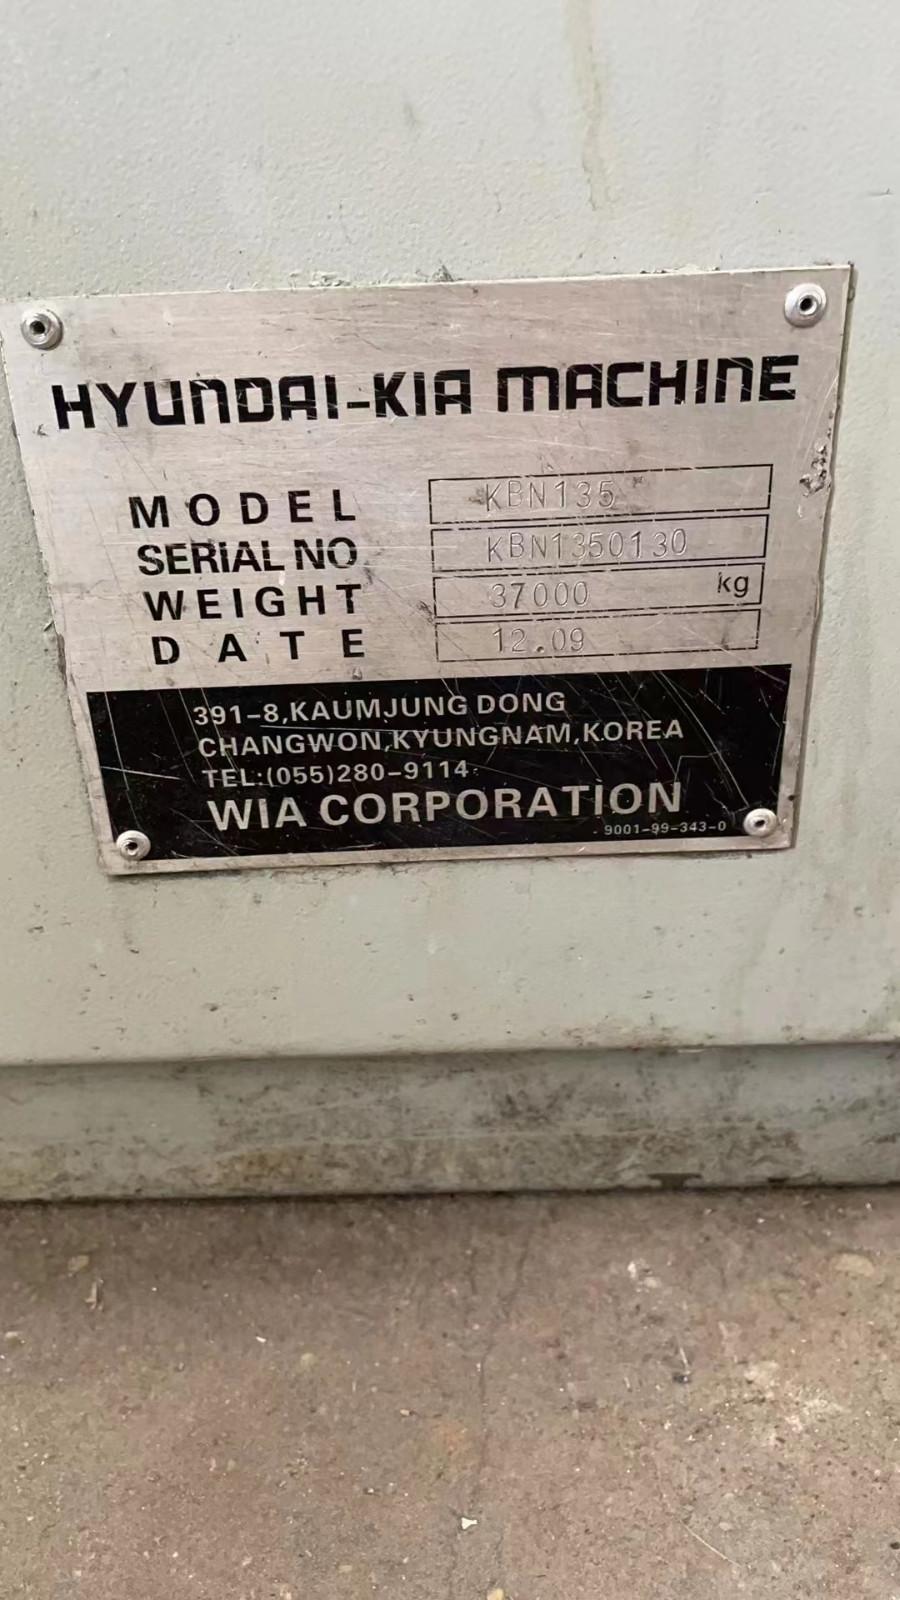 HYUNDAI-KIA MACHINE
MODEL KBN135
SERIAL NO KBN1350130
WEIGHT 37000 kg
DATE 12.09
391-8,KAUMJUNG DONG
CHANGWON,KYUNGNAM,KOREA
TEL:(055)280-9114
WIA CORPORATION
9001-99-343-0